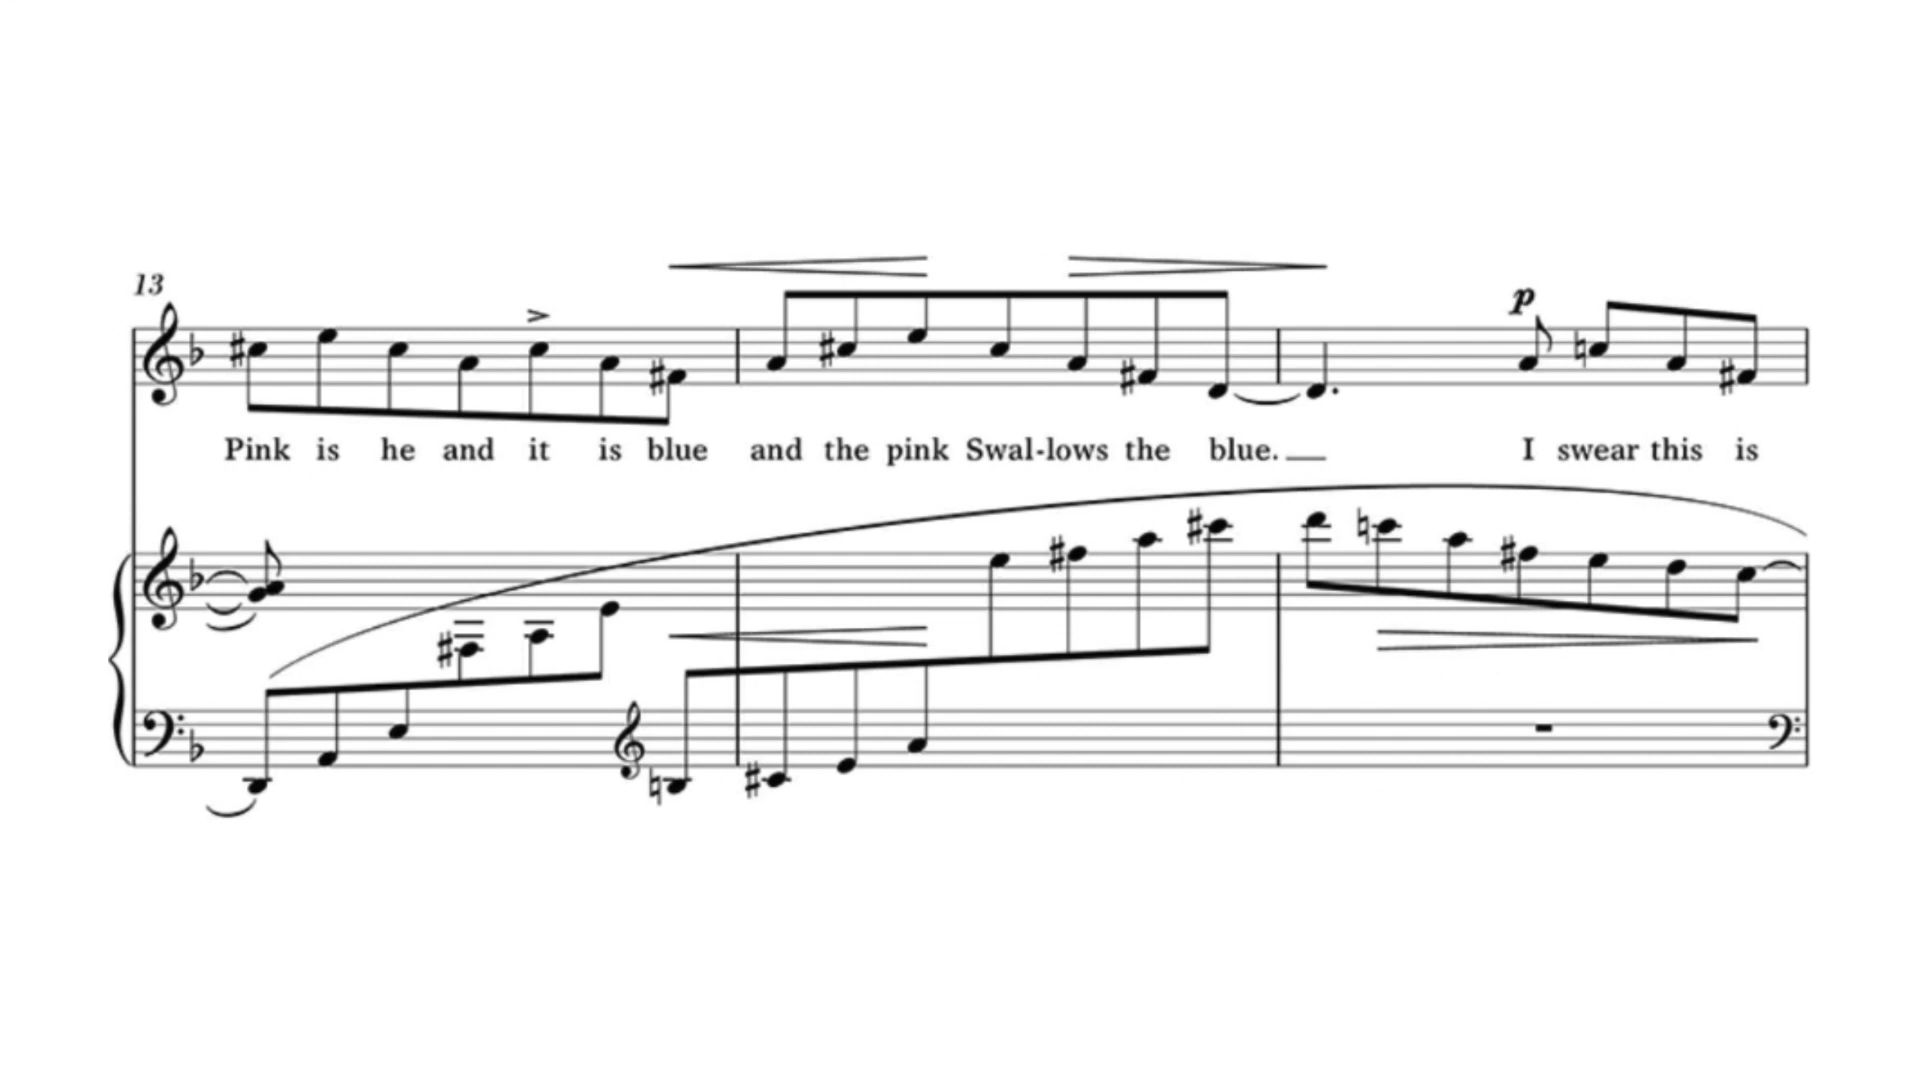 13
p
Pink is he and it is blue and the pink Swal-lows the blue. I swear this is